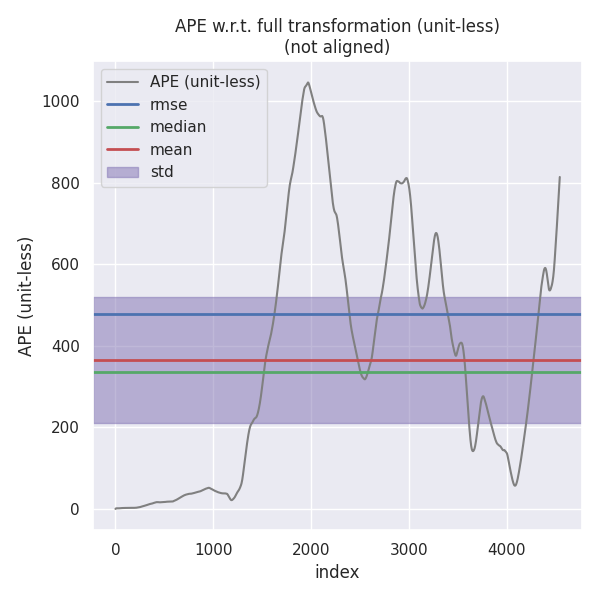 APE w.r.t. full transformation (unit-less)
(not aligned)
APE (unit-less)
rmse
median
mean
std
1000
800
600
400
200
0
APE (unit-less)
0 1000 2000 3000 4000
index